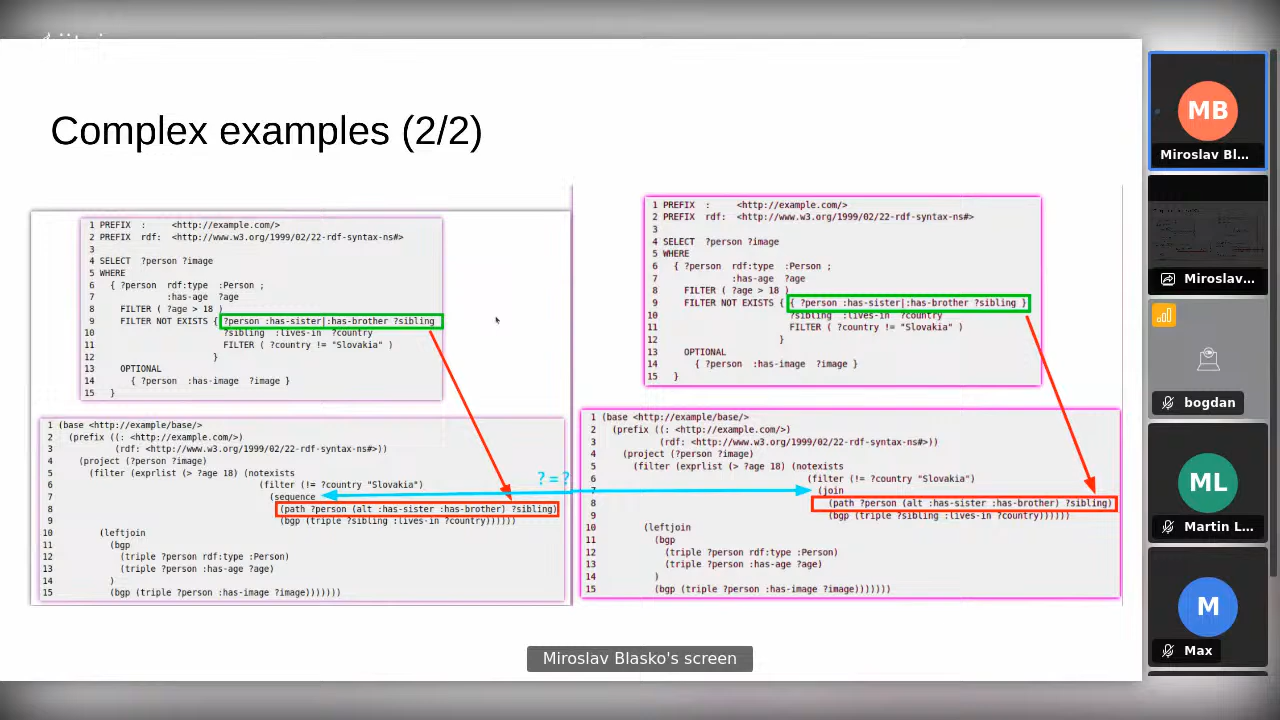 Complex examples (2/2)
1 PREFIX  :     <http://example.com/>
2 PREFIX  rdf:  <http://www.w3.org/1999/02/22-rdf-syntax-ns#>
3
4 SELECT  ?person ?image
5 WHERE
6   { ?person  rdf:type  :Person ;
7              :has-age  ?age
8     FILTER ( ?age > 18 )
9     FILTER NOT EXISTS { ?person :has-sister|:has-brother ?sibling
10                        ?sibling  :lives-in  ?country
11                        FILTER ( ?country != "Slovakia" )
12                      }
13    OPTIONAL
14      { ?person  :has-image  ?image }
15  }
1 (base <http://example/base/>
2   (prefix ((: <http://example.com/>)
3            (rdf: <http://www.w3.org/1999/02/22-rdf-syntax-ns#>))
4     (project (?person ?image)
5       (filter (exprlist (> ?age 18) (notexists
6                                        (filter (!= ?country "Slovakia")
7                                          (sequence
8                                            (path ?person (alt :has-sister :has-brother) ?sibling)
9                                            (bgp (triple ?sibling :lives-in ?country))))))
10        (leftjoin
11          (bgp
12            (triple ?person rdf:type :Person)
13            (triple ?person :has-age ?age)
14          )
15          (bgp (triple ?person :has-image ?image)))))))
? = ?
1 PREFIX  :     <http://example.com/>
2 PREFIX  rdf:  <http://www.w3.org/1999/02/22-rdf-syntax-ns#>
3
4 SELECT  ?person ?image
5 WHERE
6   { ?person  rdf:type  :Person ;
7              :has-age  ?age
8     FILTER ( ?age > 18 )
9     FILTER NOT EXISTS { { ?person :has-sister|:has-brother ?sibling }
10                        ?sibling  :lives-in  ?country
11                        FILTER ( ?country != "Slovakia" )
12                      }
13    OPTIONAL
14      { ?person  :has-image  ?image }
15  }
1 (base <http://example/base/>
2   (prefix ((: <http://example.com/>)
3            (rdf: <http://www.w3.org/1999/02/22-rdf-syntax-ns#>))
4     (project (?person ?image)
5       (filter (exprlist (> ?age 18) (notexists
6                                        (filter (!= ?country "Slovakia")
7                                          (join
8                                            (path ?person (alt :has-sister :has-brother) ?sibling)
9                                            (bgp (triple ?sibling :lives-in ?country))))))
10        (leftjoin
11          (bgp
12            (triple ?person rdf:type :Person)
13            (triple ?person :has-age ?age)
14          )
15          (bgp (triple ?person :has-image ?image)))))))
Miroslav Blasko's screen
MB
Miroslav Bl...
Miroslav...
bogdan
ML
Martin L...
M
Max